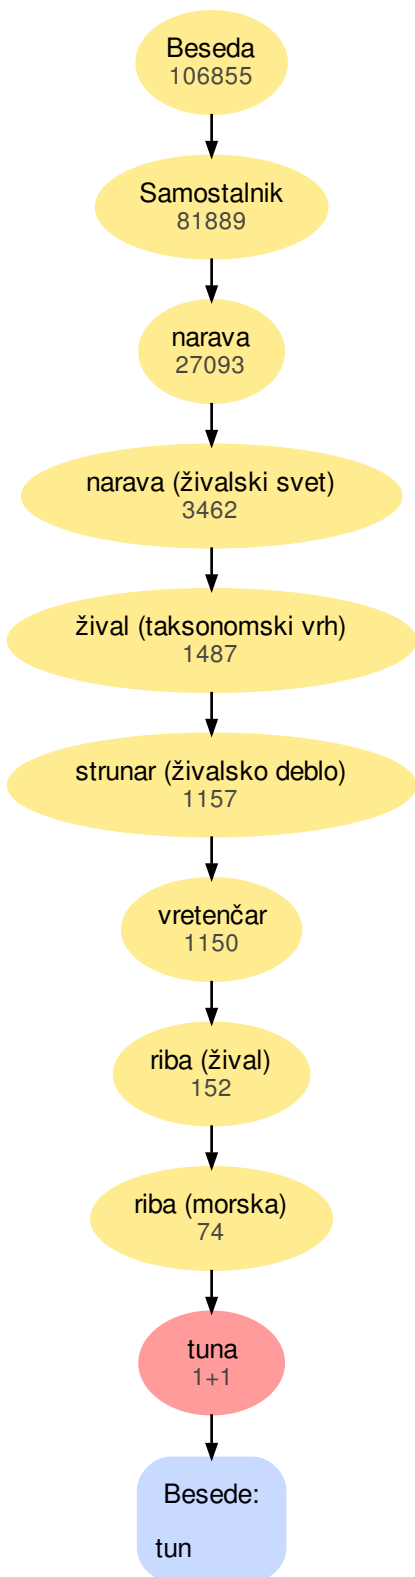 Beseda
106855
Samostalnik
81889
narava
27093
narava (živalski svet)
3462
žival (taksonomski vrh)
1487
strunar (živalsko deblo)
1157
vretenčar
1150
riba (žival)
152
riba (morska)
74
tuna
1+1
Besede:
tun